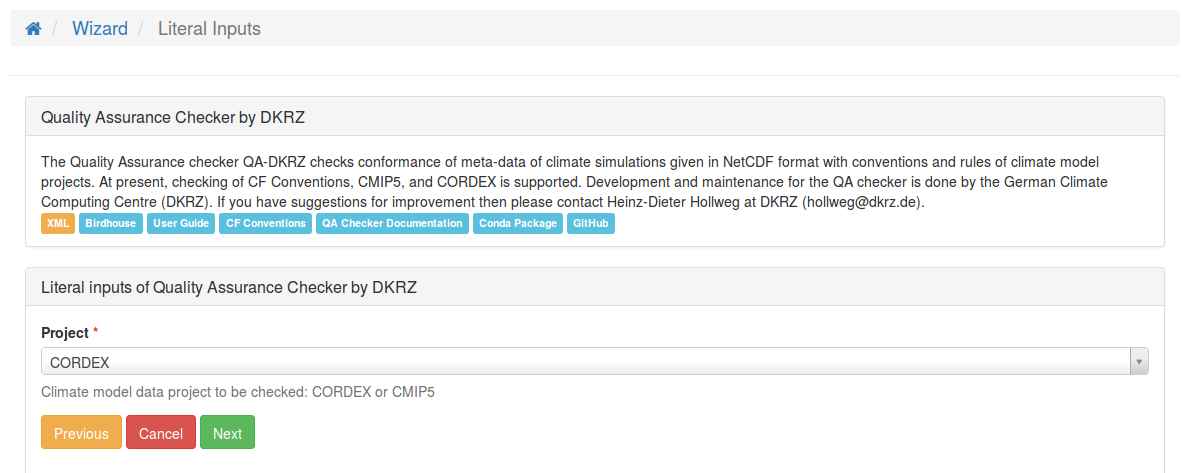 / Wizard / Literal Inputs
Quality Assurance Checker by DKRZ
The Quality Assurance checker QA-DKRZ checks conformance of meta-data of climate simulations given in NetCDF format with conventions and rules of climate model
projects. At present, checking of CF Conventions, CMIP5, and CORDEX is supported. Development and maintenance for the QA checker is done by the German Climate
Computing Centre (DKRZ). If you have suggestions for improvement then please contact Heinz-Dieter Hollweg at DKRZ (hollweg@dkrz.de).
XML Birdhouse User Guide CF Conventions QA Checker Documentation Conda Package GitHub
Literal inputs of Quality Assurance Checker by DKRZ
Project *
CORDEX
Climate model data project to be checked: CORDEX or CMIP5
Previous Cancel Next